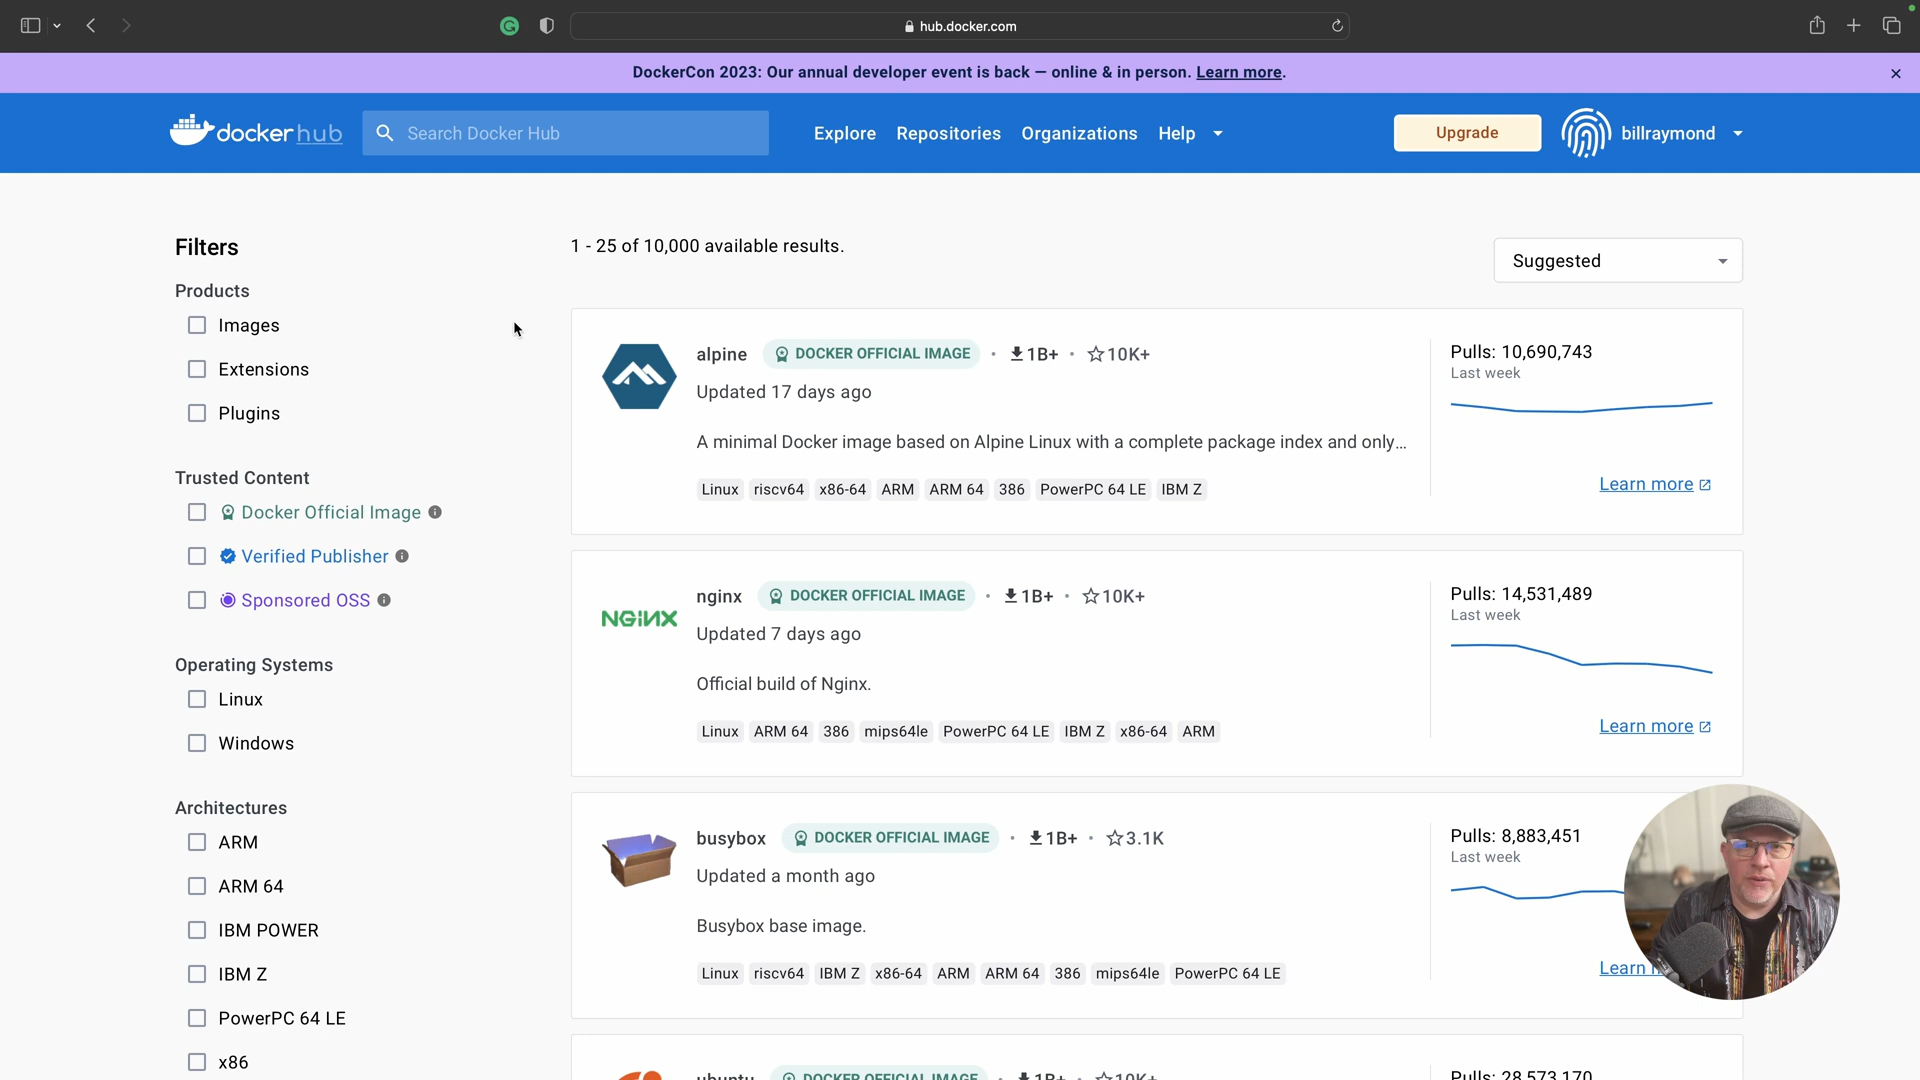 hub.docker.com
DockerCon 2023: Our annual developer event is back — online & in person. Learn more.
dockerhub
Search Docker Hub
Explore
Repositories
Organizations
Help
Upgrade
billraymond
Filters
Products
Images
Extensions
Plugins
Trusted Content
Docker Official Image
Verified Publisher
Sponsored OSS
Operating Systems
Linux
Windows
Architectures
ARM
ARM 64
IBM POWER
IBM Z
PowerPC 64 LE
x86
1 - 25 of 10,000 available results.
Suggested
alpine DOCKER OFFICIAL IMAGE • 1B+ • 10K+
Updated 17 days ago
A minimal Docker image based on Alpine Linux with a complete package index and only...
Linux riscv64 x86-64 ARM ARM 64 386 PowerPC 64 LE IBM Z
Pulls: 10,690,743
Last week
Learn more
NGINX
nginx DOCKER OFFICIAL IMAGE • 1B+ • 10K+
Updated 7 days ago
Official build of Nginx.
Linux ARM 64 386 mips64le PowerPC 64 LE IBM Z x86-64 ARM
Pulls: 14,531,489
Last week
Learn more
busybox DOCKER OFFICIAL IMAGE • 1B+ • 3.1K
Updated a month ago
Busybox base image.
Linux riscv64 IBM Z x86-64 ARM ARM 64 386 mips64le PowerPC 64 LE
Pulls: 8,883,451
Last week
Learn
ubuntu DOCKER OFFICIAL IMAGE • 1B+ • 10K+
Pulls: 28,573,170